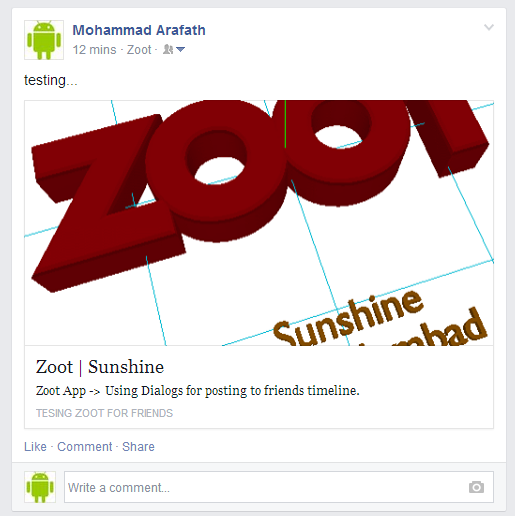 Mohammad Arafath
12 mins · Zoot ·
testing...
ZOOT
Sunshine
Zoot | Sunshine
Zoot App -> Using Dialogs for posting to friends timeline.
TESING ZOOT FOR FRIENDS
Like · Comment · Share
Write a comment...